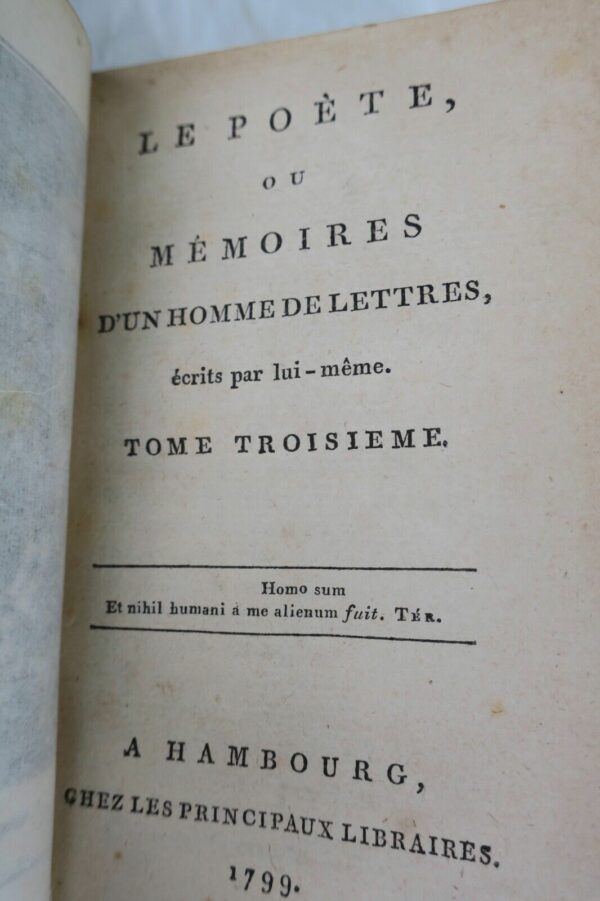 LE POÈTE,
OU
MÉMOIRES
D'UN HOMME DE LETTRES,
écrits par lui-même.
TOME TROISIEME.
Homo sum
Et nihil humani á me alienum fuit. TÉR.
A HAMBOURG,
CHEZ LES PRINCIPAUX LIBRAIRES.
1799.